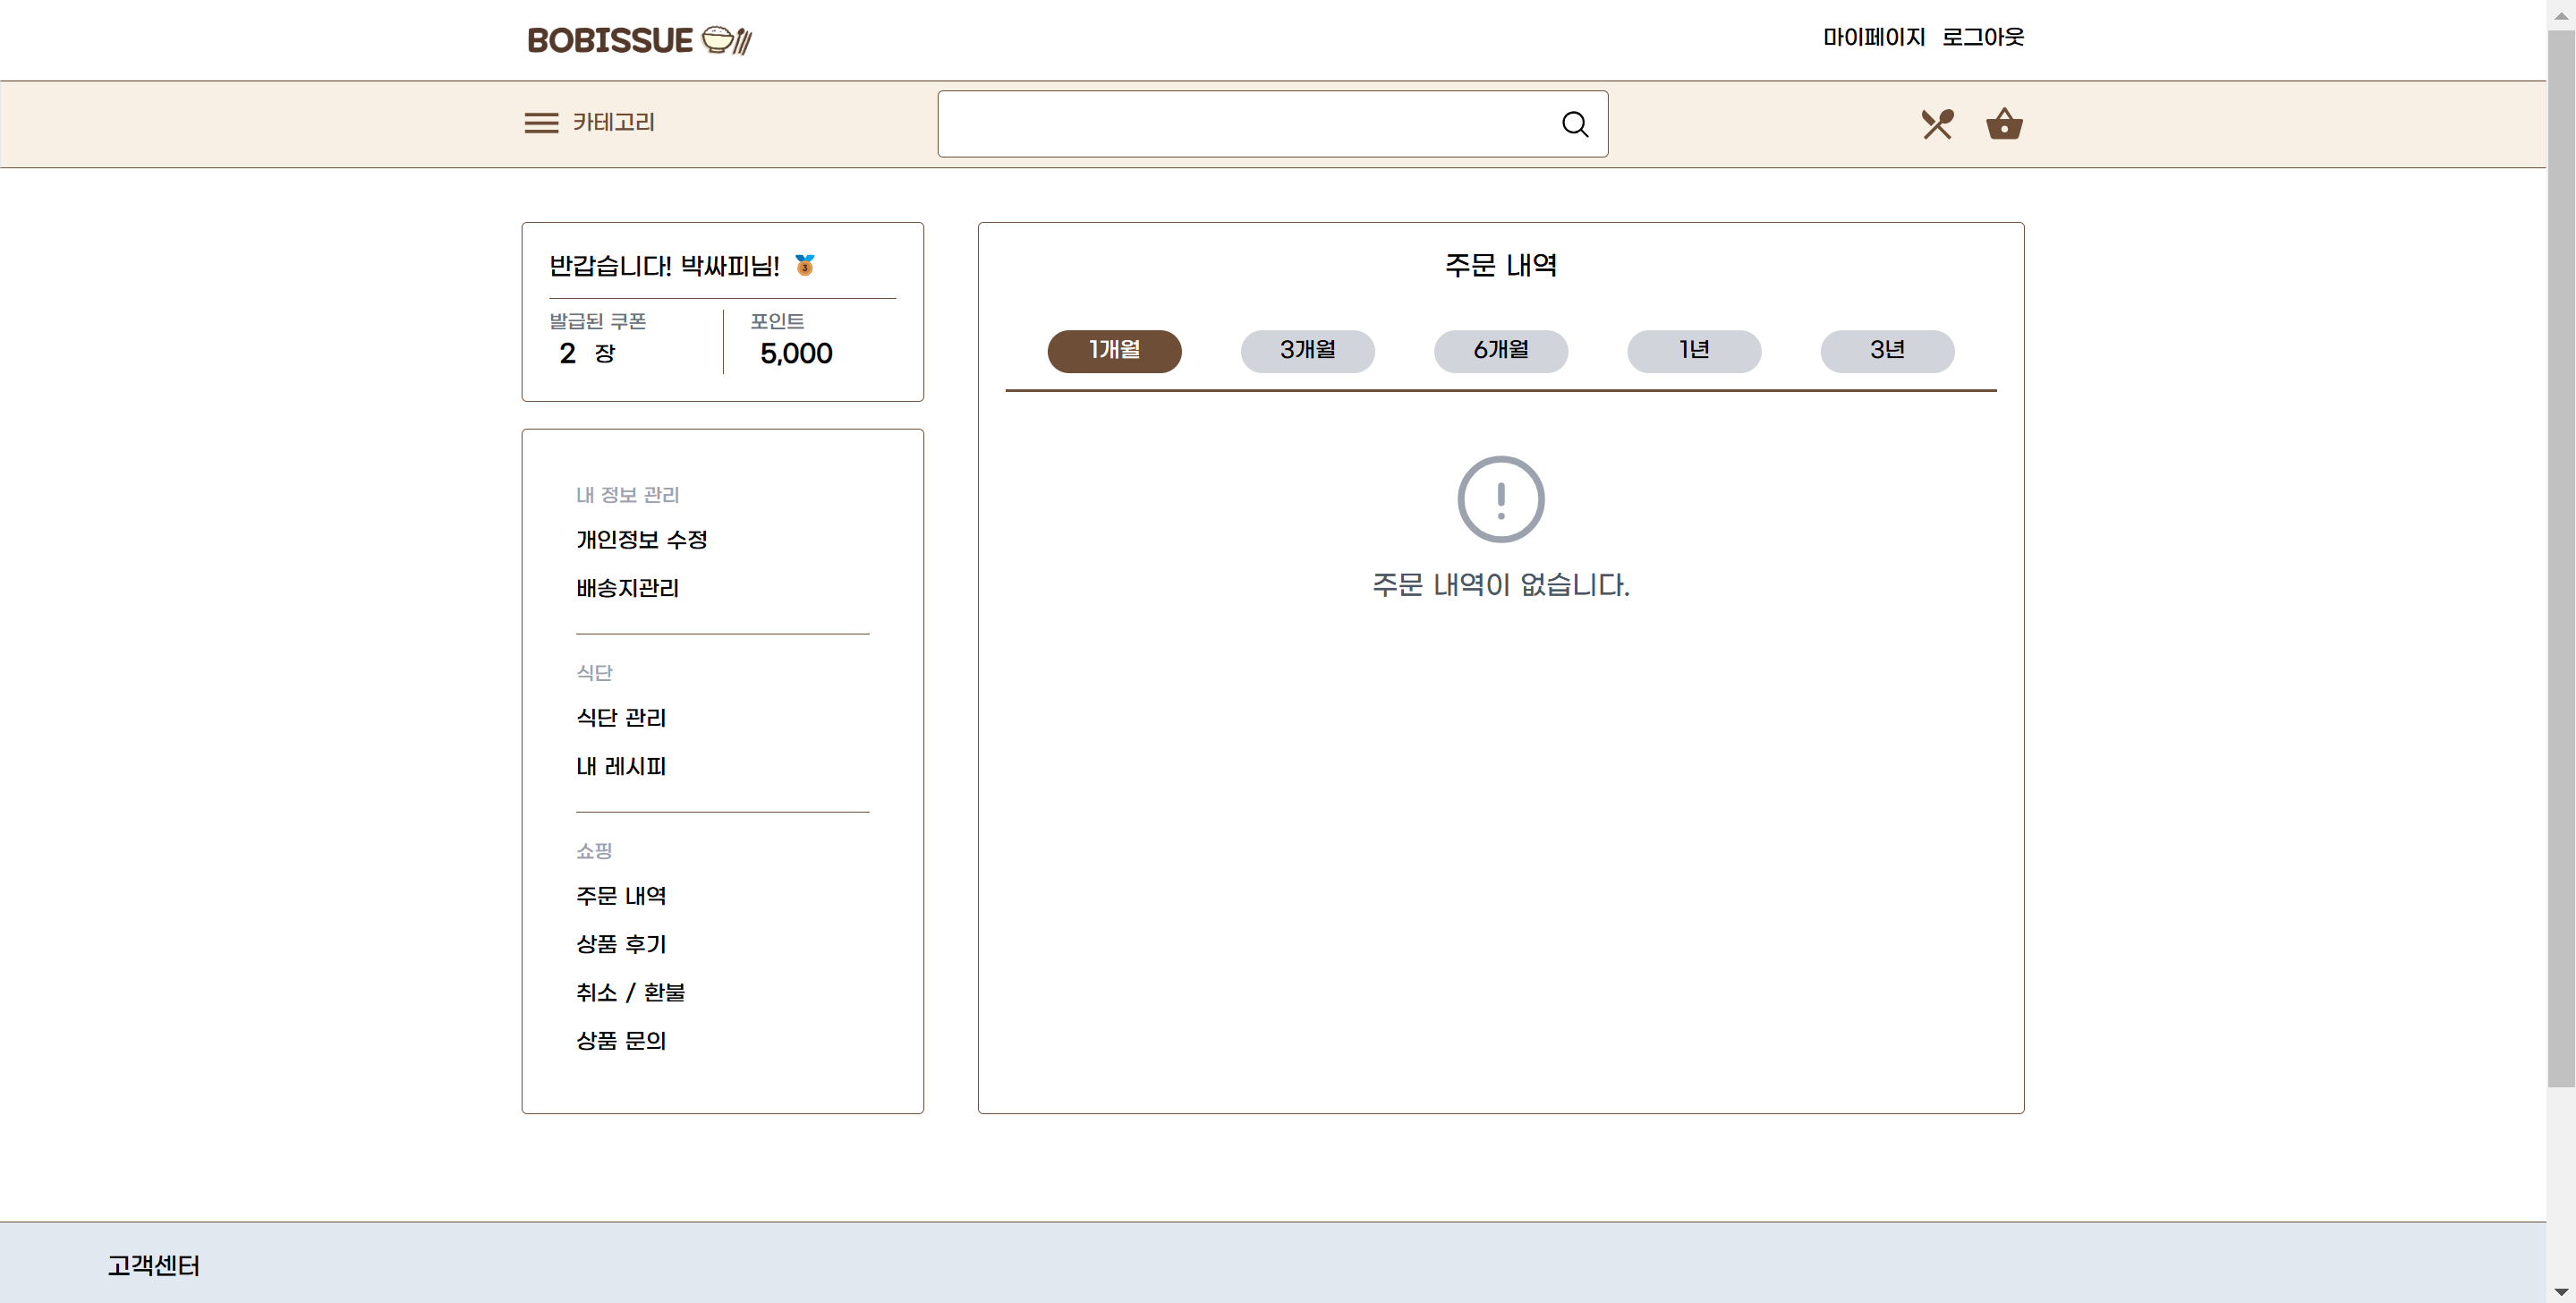 BOBISSUE
마이페이지 로그아웃
카테고리
반갑습니다! 박싸피님! 3
발급된 쿠폰
2 장
포인트
5,000
내 정보 관리
개인정보 수정
배송지관리
식단
식단 관리
내 레시피
쇼핑
주문 내역
상품 후기
취소 / 환불
상품 문의
주문 내역
1개월 3개월 6개월 1년 3년
주문 내역이 없습니다.
고객센터